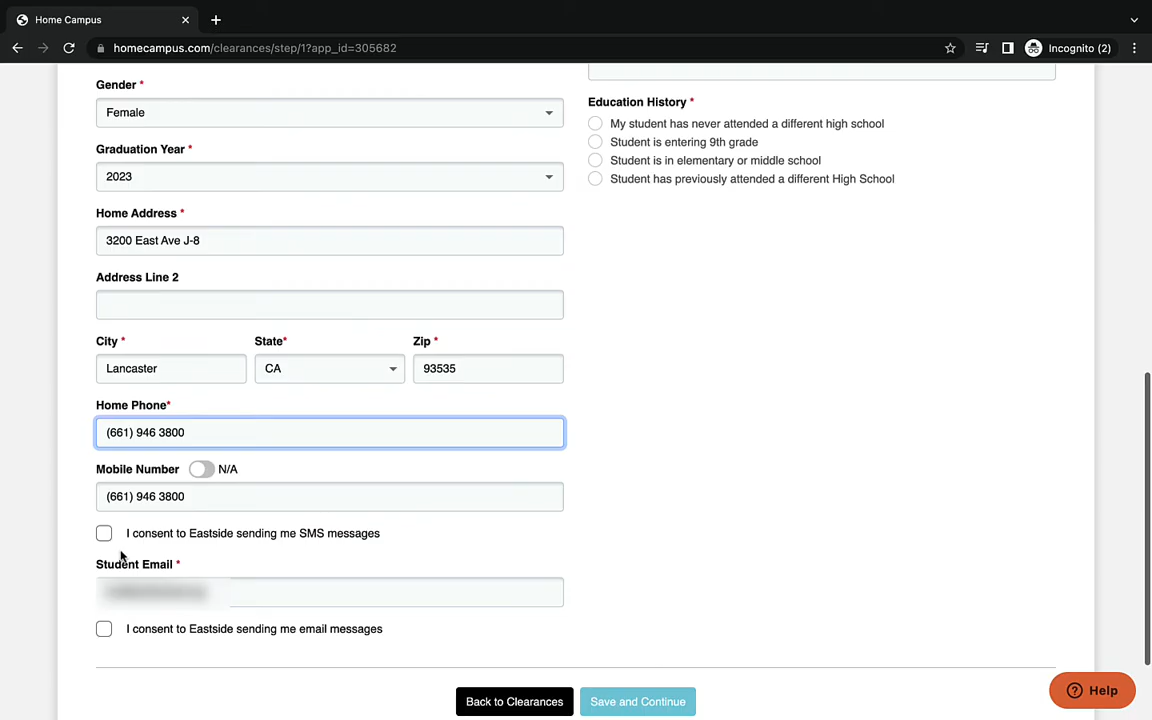 Home Campus
homecampus.com/clearances/step/1?app_id=305682
Incognito (2)
Gender *
Female
Graduation Year *
2023
Home Address *
3200 East Ave J-8
Address Line 2
City *
State*
Zip *
Lancaster
CA
93535
Home Phone*
(661) 946 3800
Mobile Number
N/A
(661) 946 3800
I consent to Eastside sending me SMS messages
Student Email *
I consent to Eastside sending me email messages
Education History *
My student has never attended a different high school
Student is entering 9th grade
Student is in elementary or middle school
Student has previously attended a different High School
Back to Clearances
Save and Continue
Help